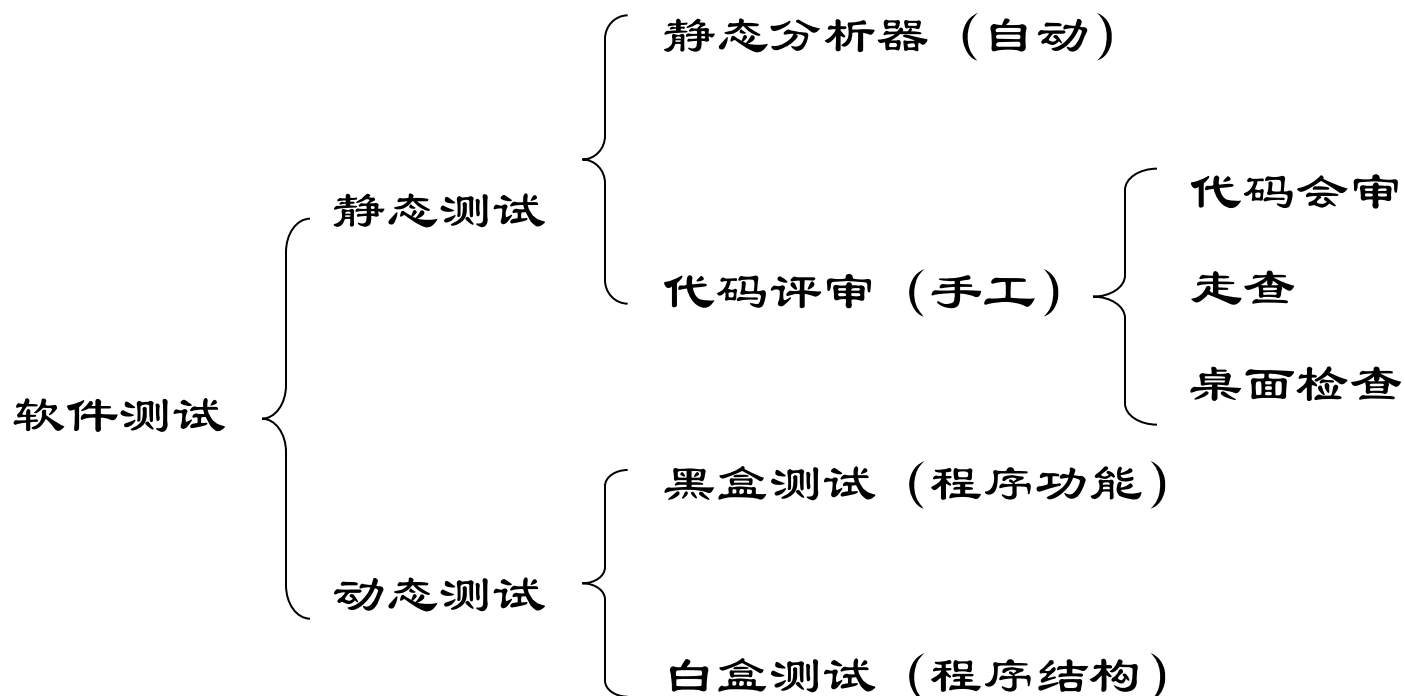 静态分析器（自动）
代码会审
静态测试
走查
代码评审（手工）
桌面检查
软件测试
黑盒测试（程序功能）
动态测试
白盒测试（程序结构）